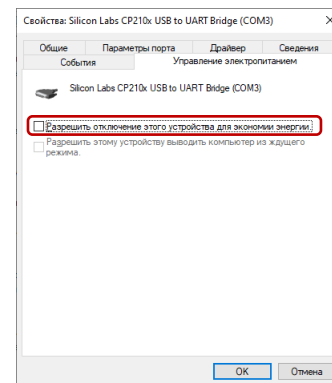 Свойства: Silicon Labs CP210x USB to UART Bridge (COM3)
Общие Параметры порта Драйвер Сведения
События Управление электропитанием
Silicon Labs CP210x USB to UART Bridge (COM3)
Разрешить отключение этого устройства для экономии энергии.
Разрешить этому устройству выводить компьютер из ждущего
режима.
OK Отмена